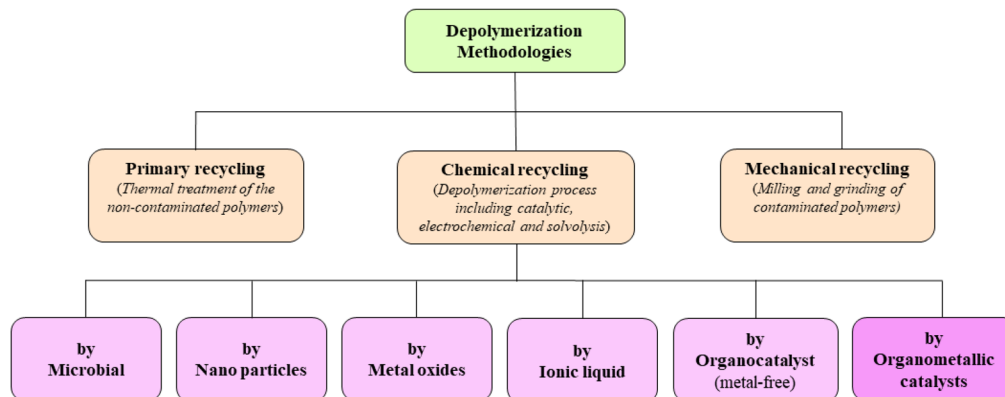 Depolymerization
Methodologies
Primary recycling
(Thermal treatment of the
non-contaminated polymers)
Chemical recycling
(Depolymerization process
including catalytic,
electrochemical and solvolysis)
Mechanical recycling
(Milling and grinding of
contaminated polymers)
by
Microbial
by
Nano particles
by
Metal oxides
by
Ionic liquid
by
Organocatalyst
(metal-free)
by
Organometallic
catalysts